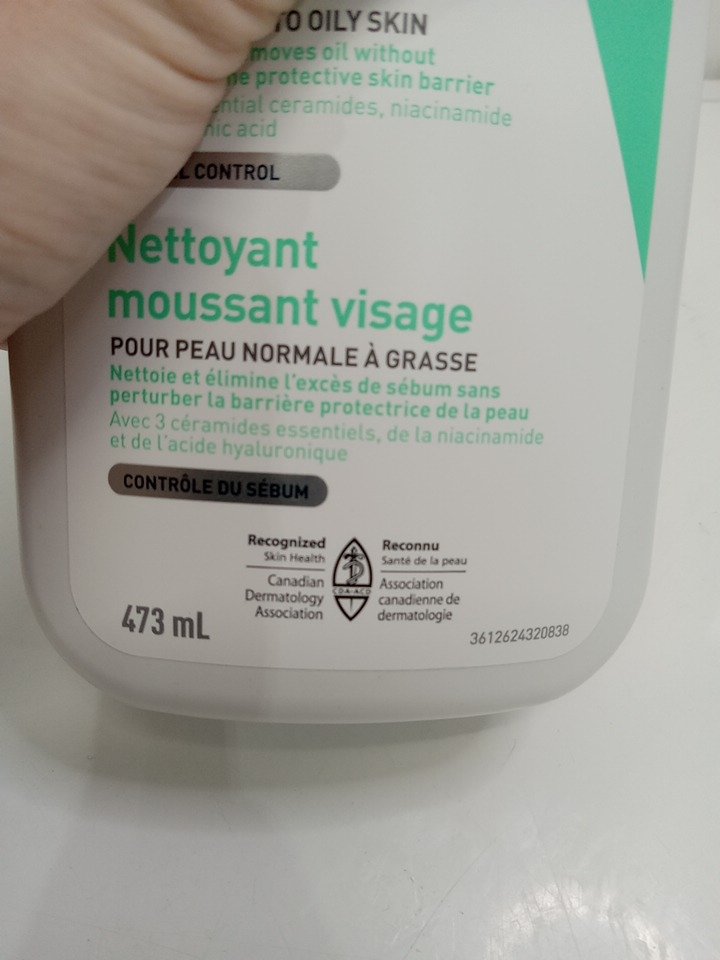 TO OILY SKIN
moves oil without
protective skin barrier
ceramides, niacinamide
acid
CONTROL
Nettoyant
moussant visage
POUR PEAU NORMALE À GRASSE
Nettoie et élimine l'excès de sébum sans
perturber la barrière protectrice de la peau
Avec 3 céramides essentiels, de la niacinamide
et de l'acide hyaluronique
CONTRÔLE DU SÉBUM
Recognized
Skin Health
Canadian
Dermatology
Association
CDA-ACD
Reconnu
Santé de la peau
Association
canadienne de
dermatologie
473 mL
3612624320838